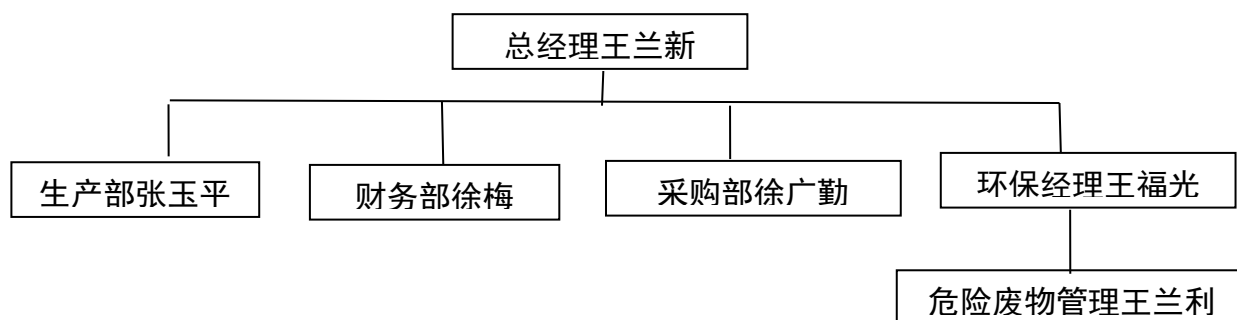 总经理王兰新
生产部张玉平
财务部徐梅
采购部徐广勤
环保经理王福光
危险废物管理王兰利